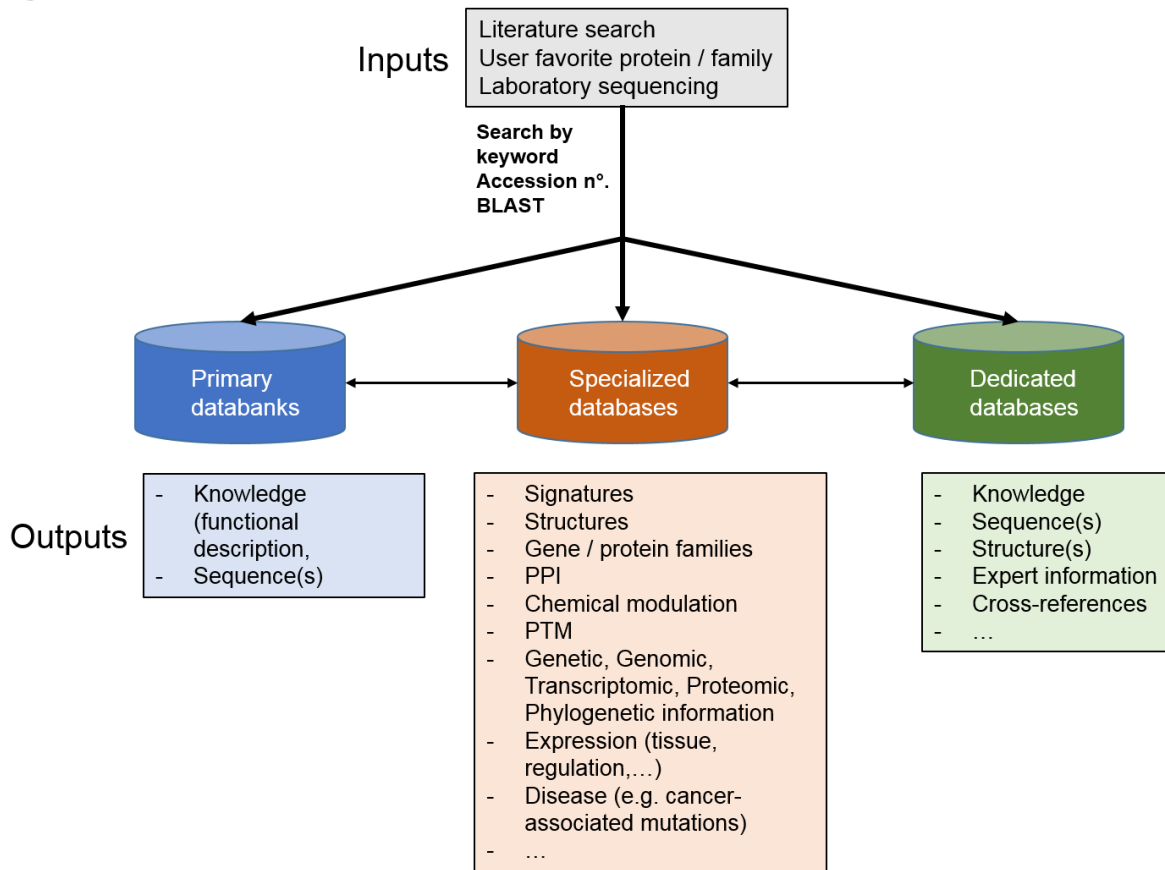 Inputs
Literature search
User favorite protein / family
Laboratory sequencing
Search by
keyword
Accession n°.
BLAST
Primary
databanks
Specialized
databases
Dedicated
databases
Outputs
- Knowledge
(functional
description,
- Sequence(s)
- Signatures
- Structures
- Gene / protein families
- PPI
- Chemical modulation
- PTM
- Genetic, Genomic,
Transcriptomic, Proteomic,
Phylogenetic information
- Expression (tissue,
regulation,…)
- Disease (e.g. cancer-
associated mutations)
- …
- Knowledge
- Sequence(s)
- Structure(s)
- Expert information
- Cross-references
- …